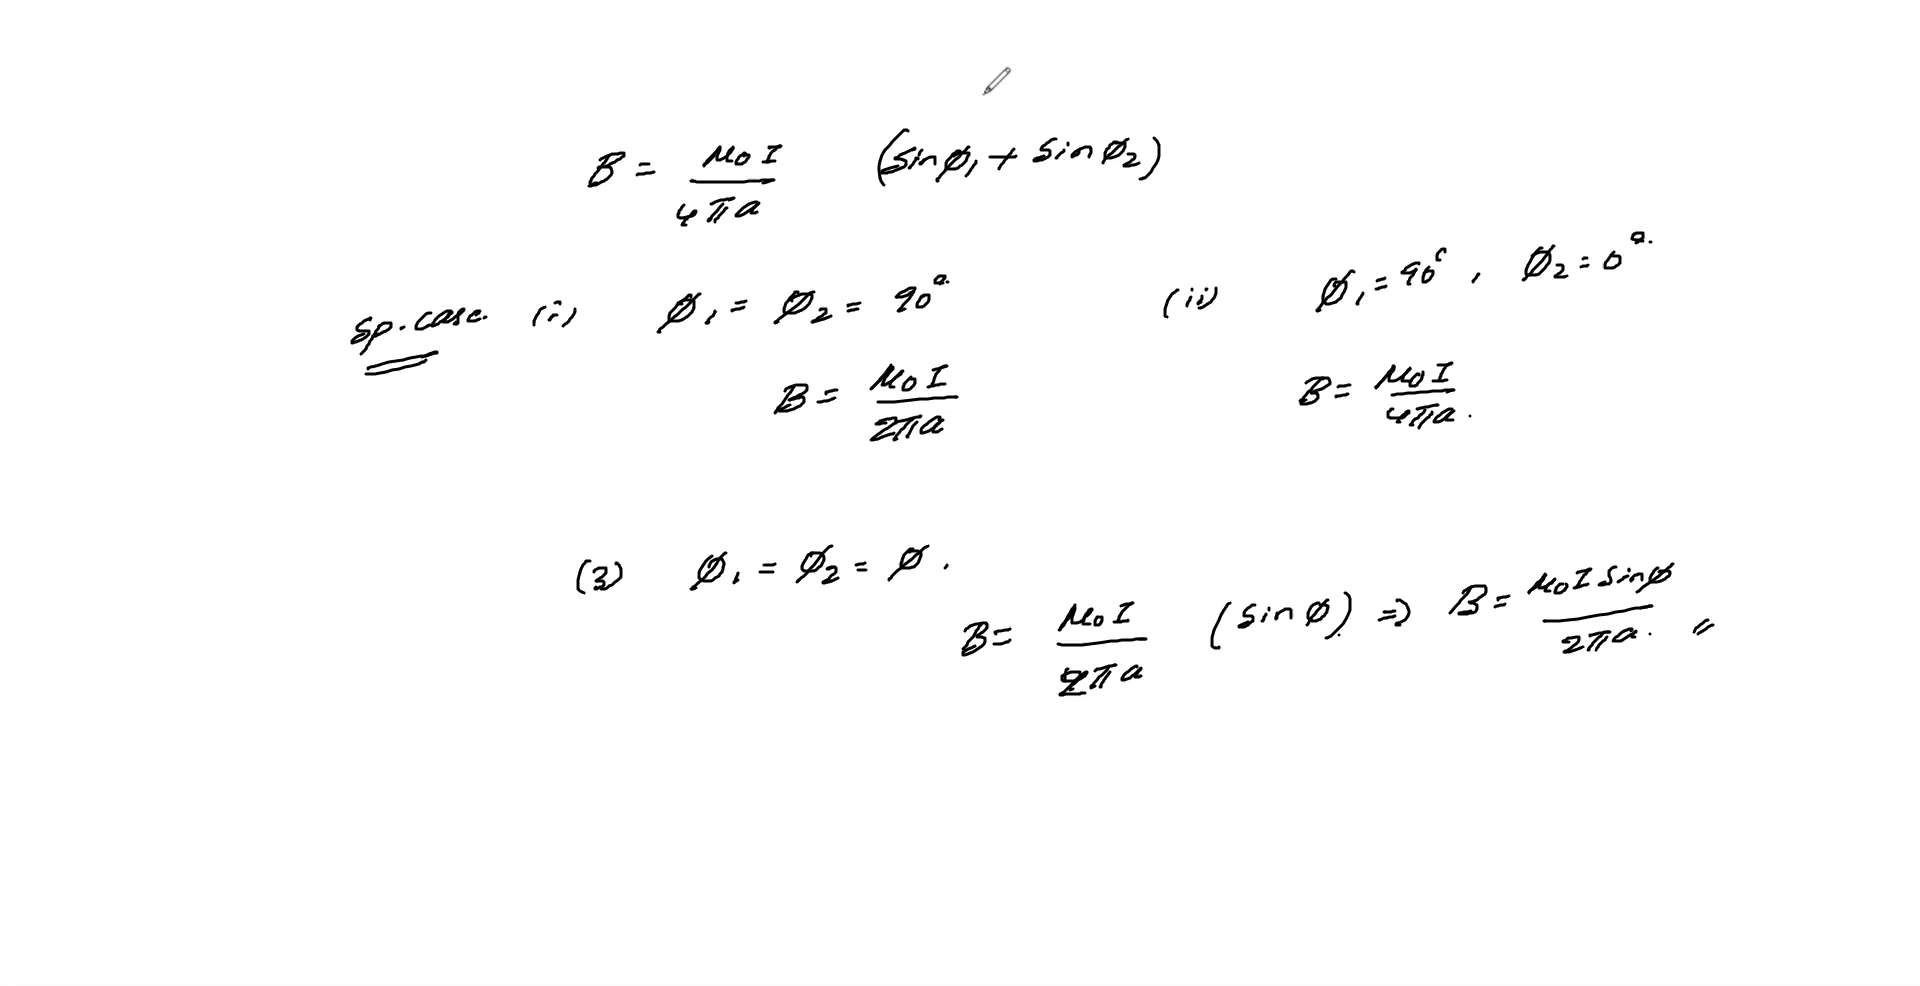 B = μ₀I / 4πa (sinφ₁ + sinφ₂)
Sp. case. (i) φ₁ = φ₂ = 90°. (ii) φ₁ = 90°, φ₂ = 0°.
B = μ₀I / 2πa B = μ₀I / 4πa.
(3) φ₁ = φ₂ = φ.
B = μ₀I / 2πa (sinφ) ⇒ B = μ₀I sinφ / 2πa.〃